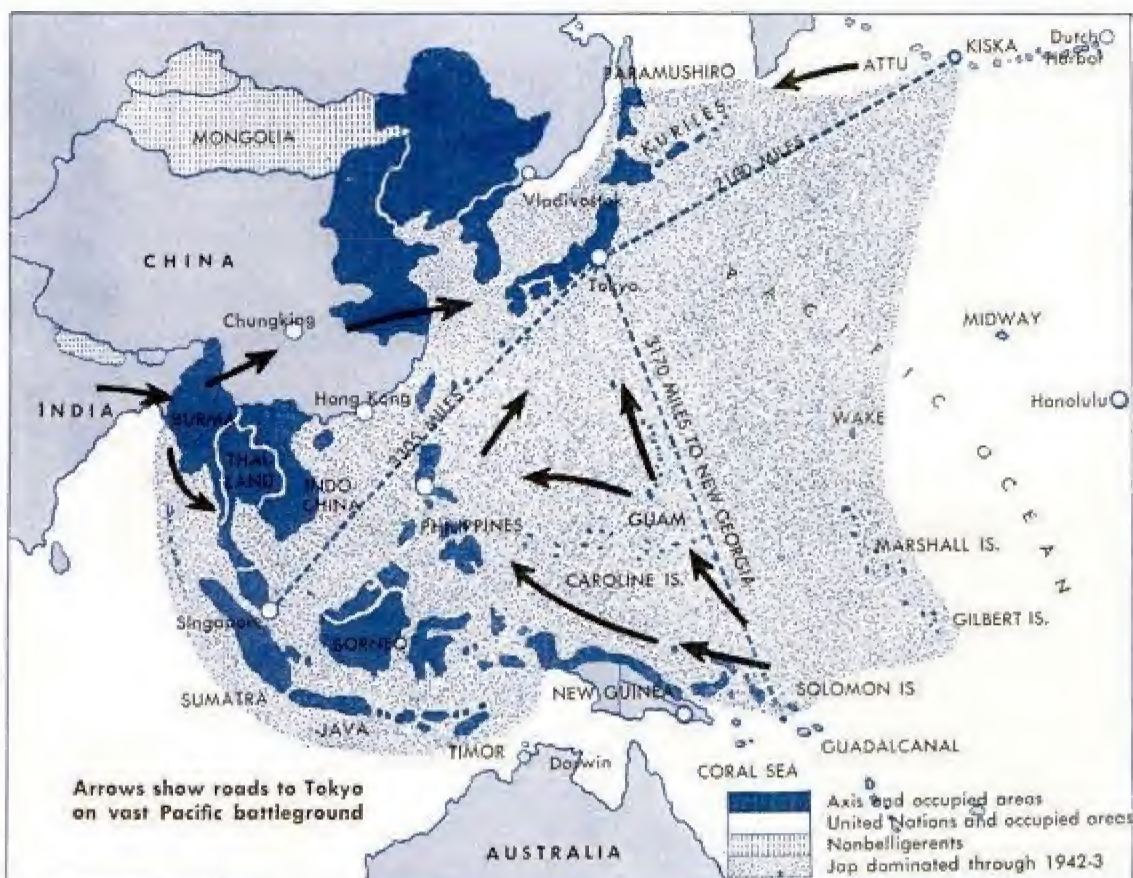 Dutch
Harbor
KISKA
ATTU
PARAMUSHIRO
MONGOLIA
KURILES
2100 MILES
Vladivostok
CHINA
Tokyo
PACIFIC OCEAN
Chungking
MIDWAY
3170 MILES TO NEW GEORGIA
INDIA
Hong Kong
MILES
Honolulu
BURMA
WAKE
THAI
LAND
INDO
CHINA
PHILIPPINES
GUAM
MARSHALL IS.
CAROLINE IS.
Singapore
GILBERT IS.
BORNEO
SUMATRA
NEW GUINEA
SOLOMON IS
JAVA
TIMOR
Darwin
GUADALCANAL
CORAL SEA
Arrows show roads to Tokyo
on vast Pacific battleground
Axis and occupied areas
United Nations and occupied areas
Nonbelligerents
Jap dominated through 1942-3
AUSTRALIA